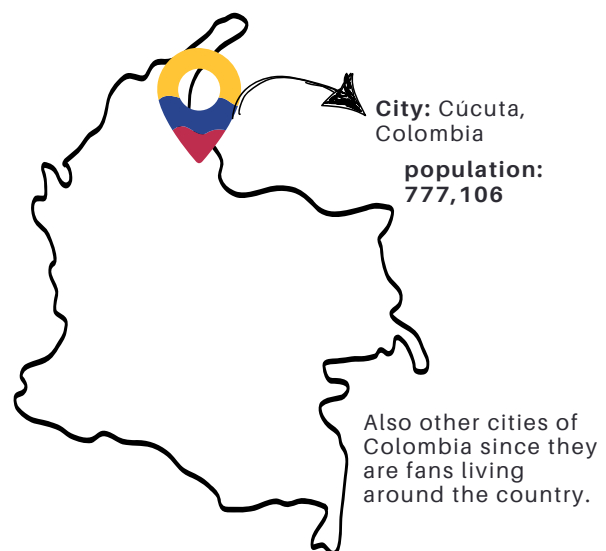 City: Cúcuta,
Colombia
population:
777,106
Also other cities of
Colombia since they
are fans living
around the country.